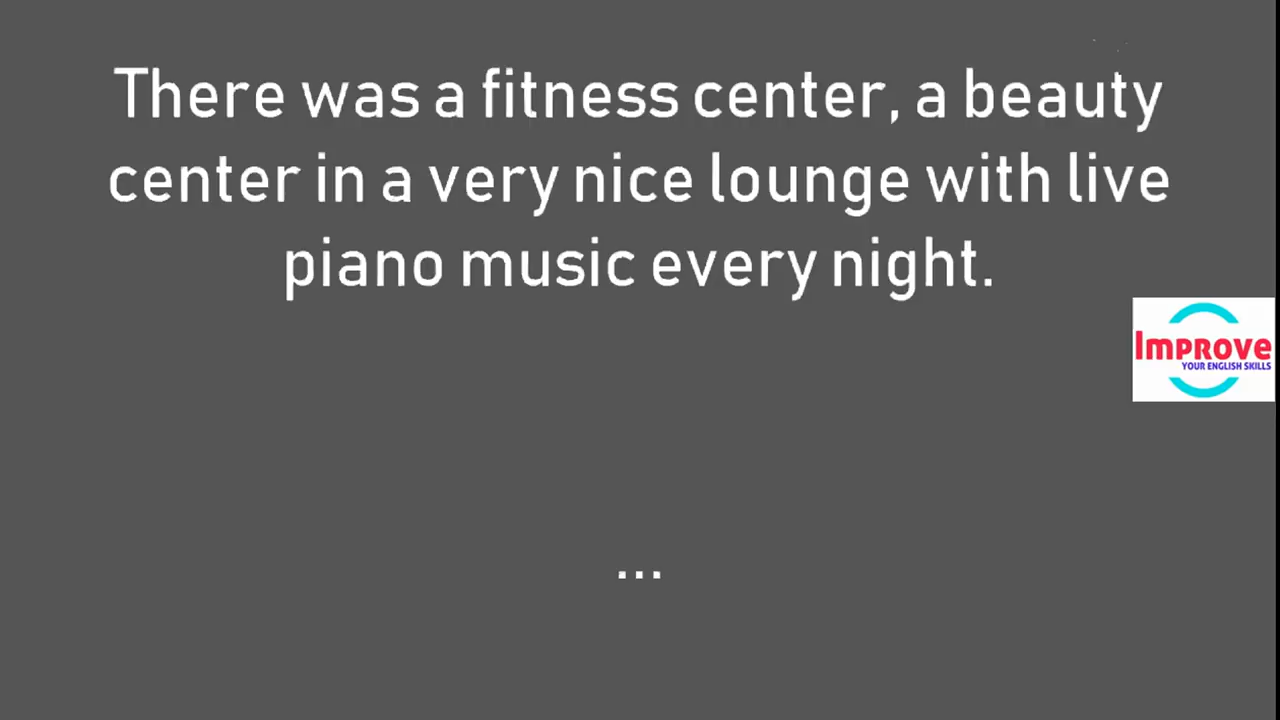 There was a fitness center, a beauty
center in a very nice lounge with live
piano music every night.
Improve
YOUR ENGLISH SKILLS
...